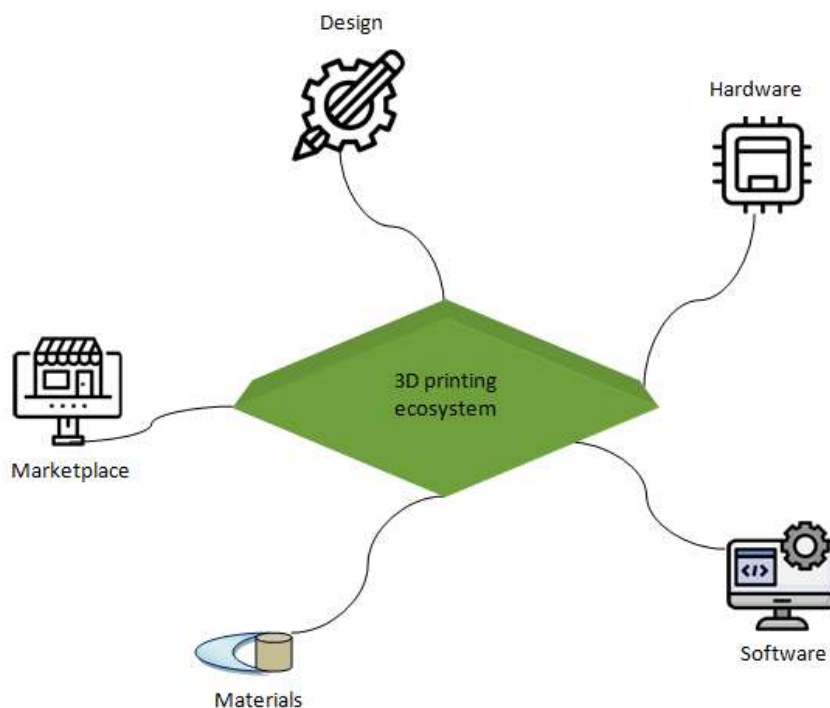 Design
Hardware
3D printing
ecosystem
Marketplace
</>
Software
Materials